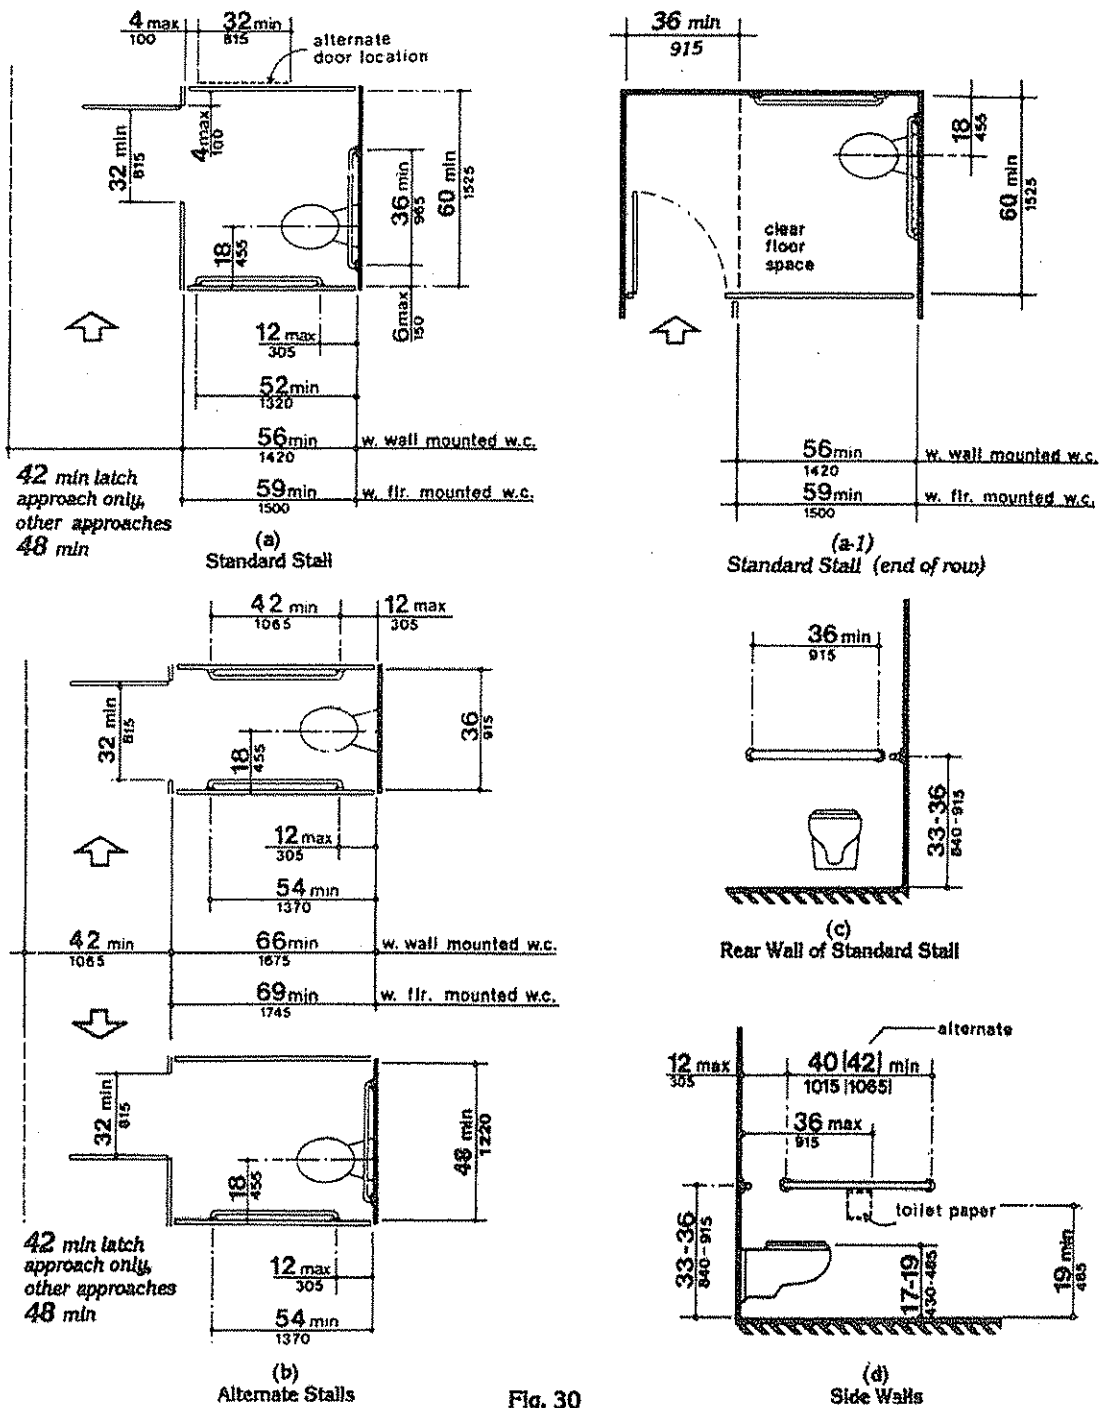 4 max
100
32 min
815
alternate
door location
32 min
815
4 max
100
18
455
36 min
965
60 min
1525
6 max
150
12 max
305
52 min
1320
56 min
1420
w. wall mounted w.c.
59 min
1500
w. flr. mounted w.c.
42 min latch
approach only,
other approaches
48 min
(a)
Standard Stall
36 min
915
18
455
60 min
1525
clear
floor
space
56 min
1420
w. wall mounted w.c.
59 min
1500
w. flr. mounted w.c.
(a-1)
Standard Stall (end of row)
42 min
1065
12 max
305
32 min
815
18
455
36
915
12 max
305
54 min
1370
42 min
1065
66 min
1675
w. wall mounted w.c.
69 min
1745
w. flr. mounted w.c.
32 min
815
18
455
48 min
1220
12 max
305
54 min
1370
42 min latch
approach only,
other approaches
48 min
(b)
Alternate Stalls
36 min
915
33-36
840-915
(c)
Rear Wall of Standard Stall
alternate
12 max
305
40 |42| min
1015 |1065|
36 max
915
toilet paper
33-36
840-915
17-19
430-485
19 min
485
(d)
Side Walls
Fig. 30